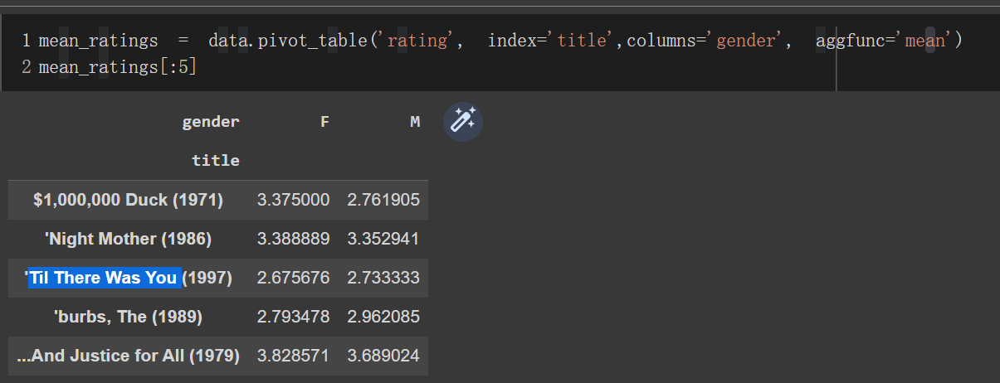 1 mean_ratings = data.pivot_table('rating', index='title',columns='gender', aggfunc='mean')
2 mean_ratings[:5]
gender F M
title
$1,000,000 Duck (1971) 3.375000 2.761905
'Night Mother (1986) 3.388889 3.352941
'Til There Was You (1997) 2.675676 2.733333
'burbs, The (1989) 2.793478 2.962085
...And Justice for All (1979) 3.828571 3.689024